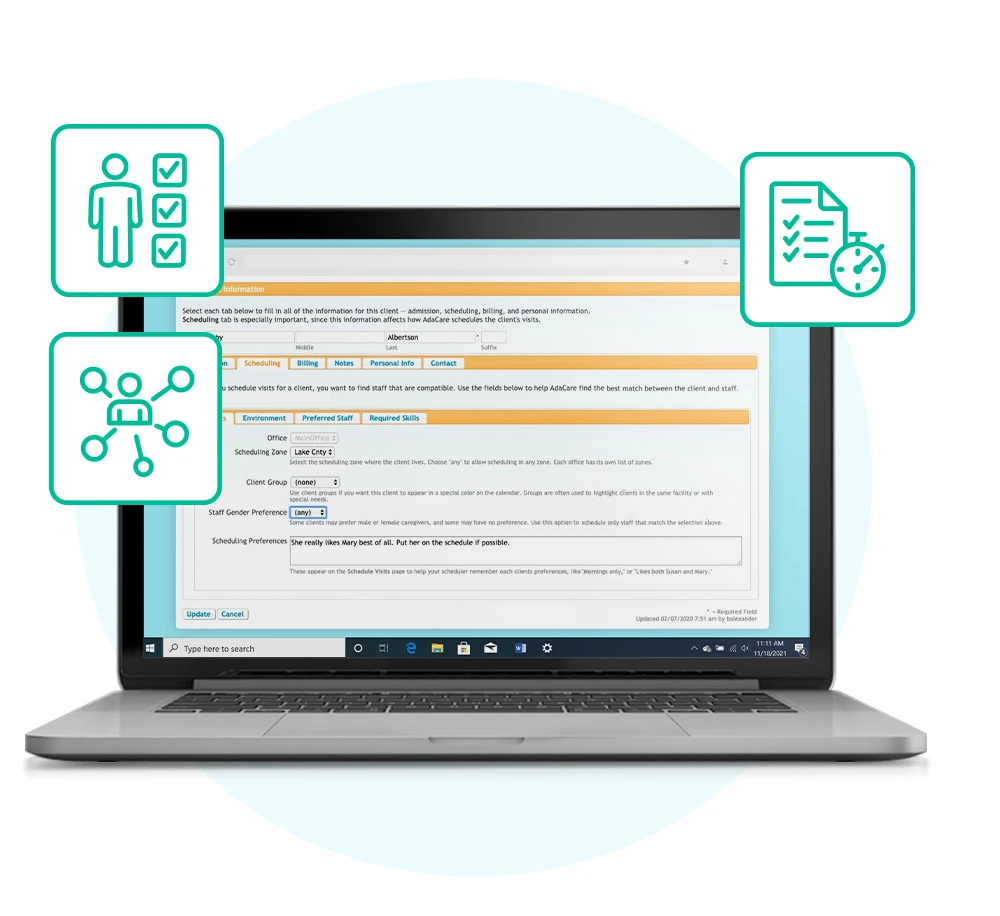 Information
Select each tab below to fill in all of the information for this client — admission, scheduling, billing, and personal information.
Scheduling tab is especially important, since this information affects how AdaCare schedules the client's visits.
Albertson *
Middle Last Suffix
Scheduling Billing Notes Personal Info Contact
schedule visits for a client, you want to find staff that are compatible. Use the fields below to help AdaCare find the best match between the client and staff.
Environment Preferred Staff Required Skills
Office MainOffice
Scheduling Zone Lake Cnty
Select the scheduling zone where the client lives. Choose "any" to allow scheduling in any zone. Each office has its own list of zones.
Client Group (none)
Use client groups if you want this client to appear in a special color on the calendar. Groups are often used to highlight clients in the same facility or with
special needs.
Staff Gender Preference (any)
Some clients may prefer male or female caregivers, and some may have no preference. Use this option to schedule only staff that match the selection above.
Scheduling Preferences She really likes Mary best of all. Put her on the schedule if possible.
These appear on the Schedule Visits page to help your scheduler remember each clients preferences, like "Mornings only," or "Likes both Susan and Mary."
Update Cancel
* = Required Field
Updated 02/07/2020 7:51 am by balexander
Type here to search
11:11 AM
11/18/2021
4